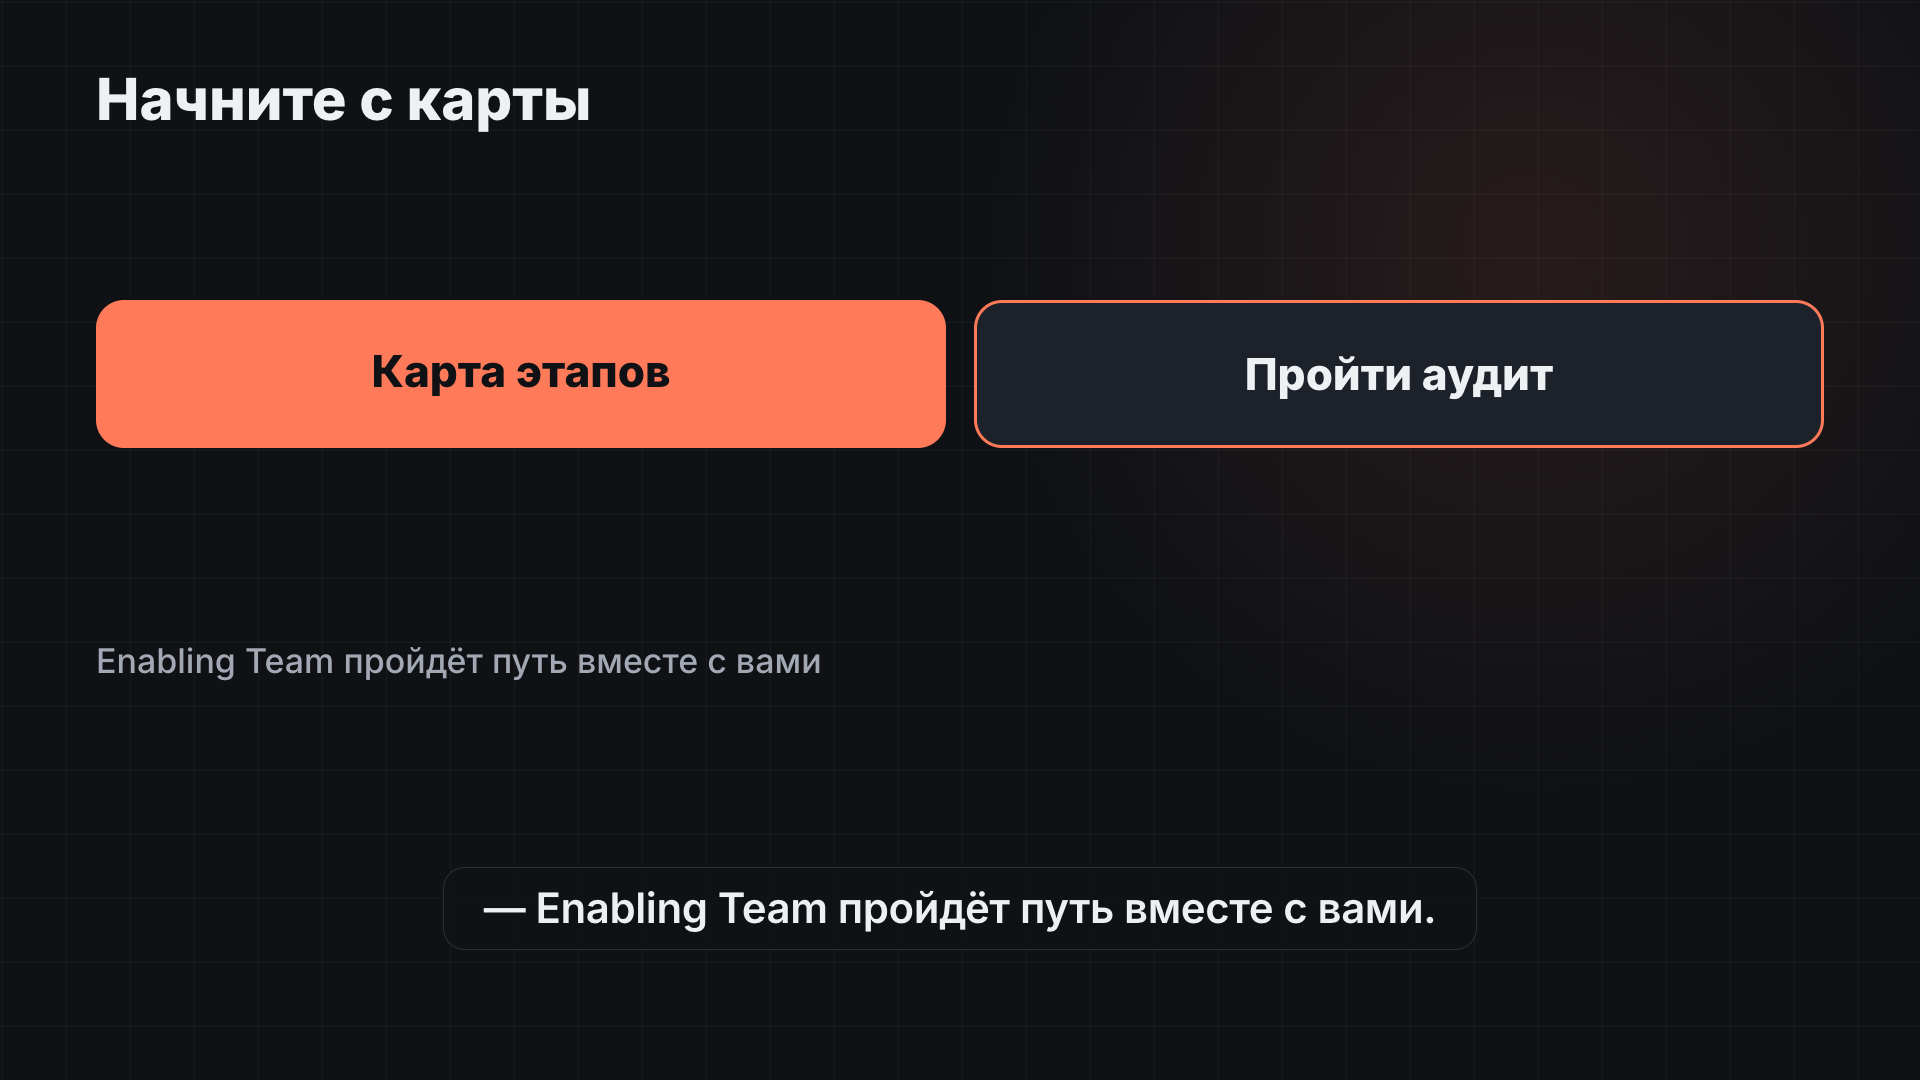 Начните с карты
Карта этапов
Пройти аудит
Enabling Team пройдёт путь вместе с вами
— Enabling Team пройдёт путь вместе с вами.